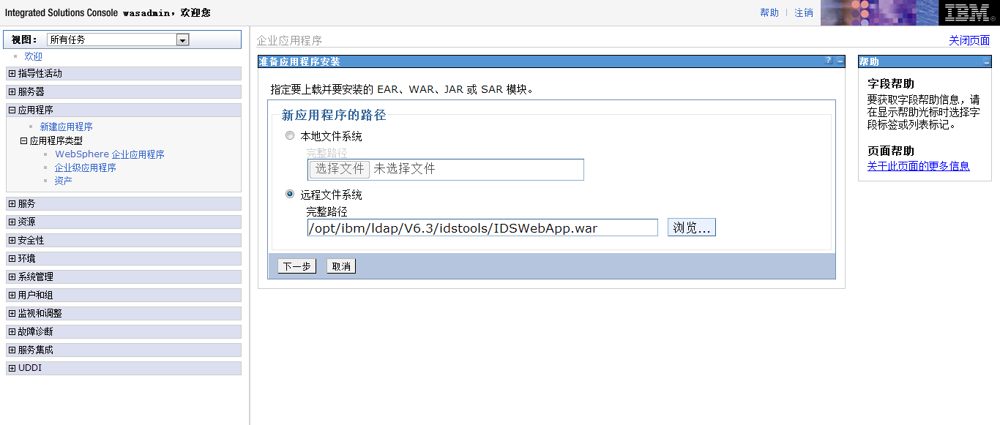 Integrated Solutions Console wasadmin，欢迎您
帮助 | 注销
IBM®
视图： 所有任务
欢迎
指导性活动
服务器
应用程序
新建应用程序
应用程序类型
WebSphere 企业应用程序
企业级应用程序
资产
服务
资源
安全性
环境
系统管理
用户和组
监视和调整
故障诊断
服务集成
UDDI
企业应用程序
关闭页面
准备应用程序安装
? –
指定要上载并要安装的 EAR、WAR、JAR 或 SAR 模块。
新应用程序的路径
本地文件系统
完整路径
选择文件 未选择文件
远程文件系统
完整路径
/opt/ibm/ldap/V6.3/idstools/IDSWebApp.war 浏览...
下一步 取消
帮助
–
字段帮助
要获取字段帮助信息，请
在显示帮助光标时选择字
段标签或列表标记。
页面帮助
关于此页面的更多信息